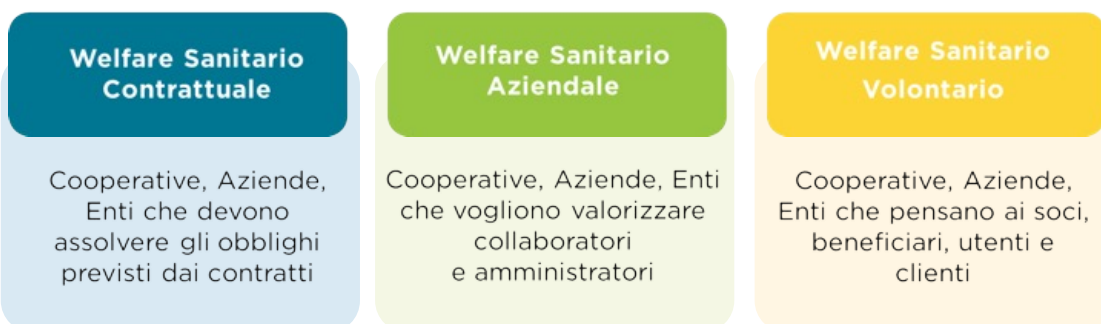 Welfare Sanitario
Contrattuale
Cooperative, Aziende,
Enti che devono
assolvere gli obblighi
previsti dai contratti
Welfare Sanitario
Aziendale
Cooperative, Aziende, Enti
che vogliono valorizzare
collaboratori
e amministratori
Welfare Sanitario
Volontario
Cooperative, Aziende,
Enti che pensano ai soci,
beneficiari, utenti e
clienti